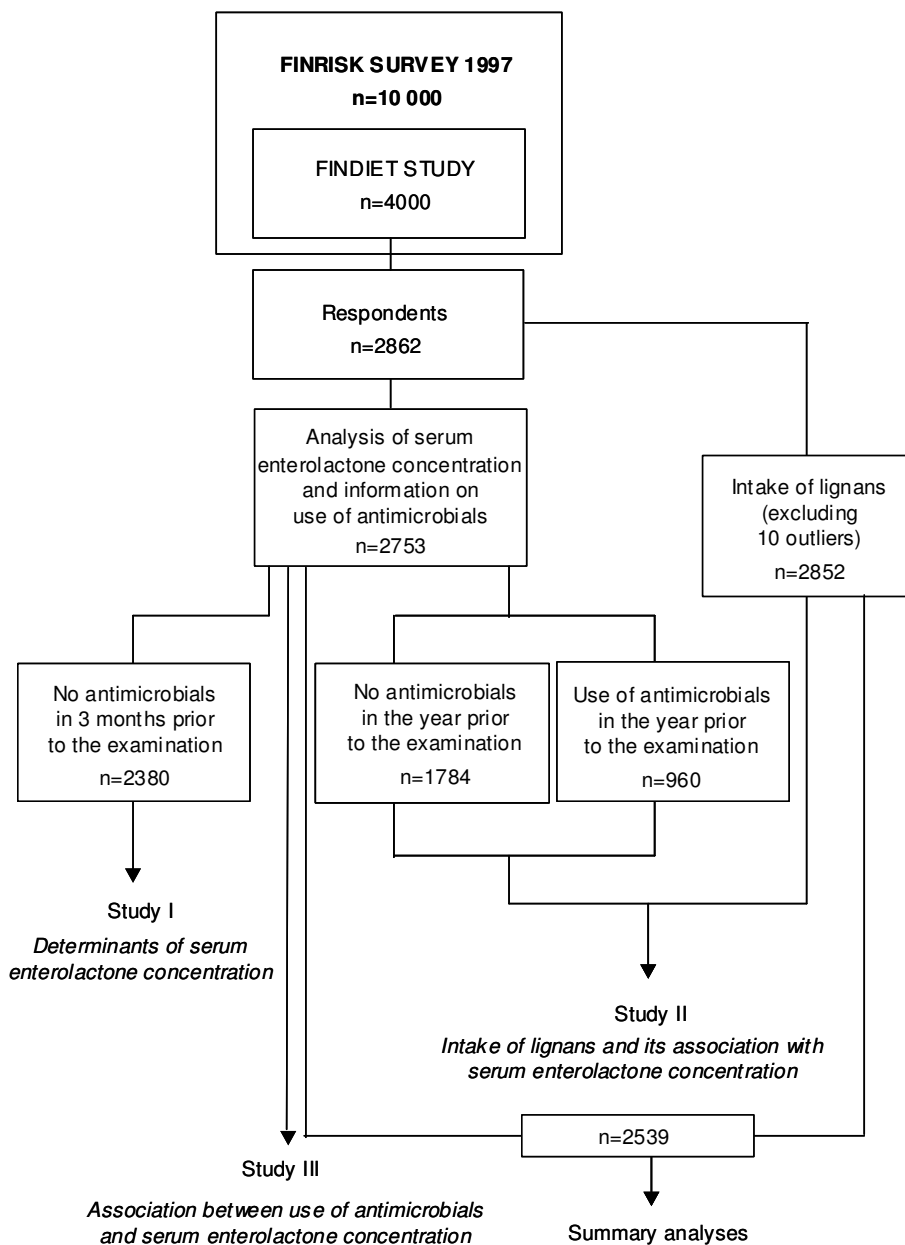 FINRISK SURVEY 1997
n=10 000
FINDIET STUDY
n=4000
Respondents
n=2862
Analysis of serum
enterolactone concentration
and information on
use of antimicrobials
n=2753
Intake of lignans
(excluding
10 outliers)
n=2852
No antimicrobials
in 3 months prior
to the examination
n=2380
No antimicrobials
in the year prior
to the examination
n=1784
Use of antimicrobials
in the year prior
to the examination
n=960
Study I
Determinants of serum
enterolactone concentration
Study II
Intake of lignans and its association with
serum enterolactone concentration
n=2539
Study III
Association between use of antimicrobials
and serum enterolactone concentration
Summary analyses